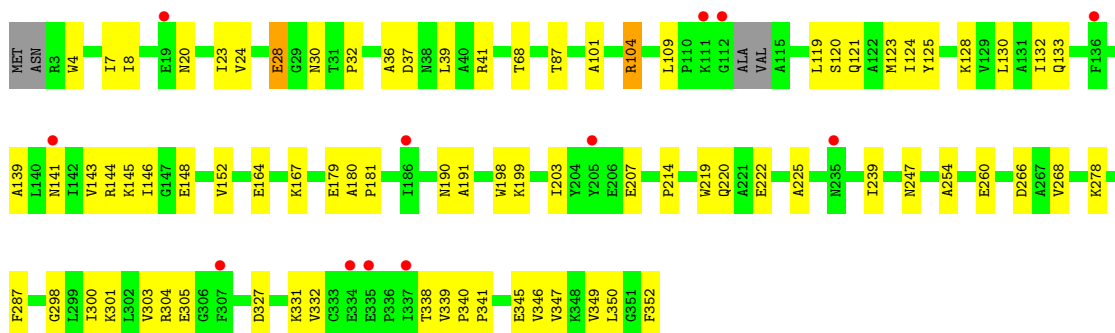 MET ASN R3 W4 I7 I8 E19 N20 I23 V24 E28 G29 N30 T31 P32 A36 D37 N38 L39 A40 R41 T68 T87 A101 R104 L109 P110 K111 G112 ALA VAL A115 L119 S120 Q121 A122 M123 I124 Y125 K128 V129 L130 A131 I132 Q133 F136
A139 L140 N141 I142 V143 R144 K145 I146 G147 E148 V152 E164 K167 E179 A180 P181 I186 N190 A191 W198 K199 I203 Y204 Y205 E206 E207 P214 W219 Q220 A221 E222 A225 N235 I239 N247 A254 E260 D266 A267 V268 K278
F287 G298 L299 I300 K301 L302 V303 R304 E305 G306 F307 D327 K331 V332 G333 E334 E335 P336 I337 T338 V339 P340 P341 E345 V346 V347 K348 V349 L350 G351 F352